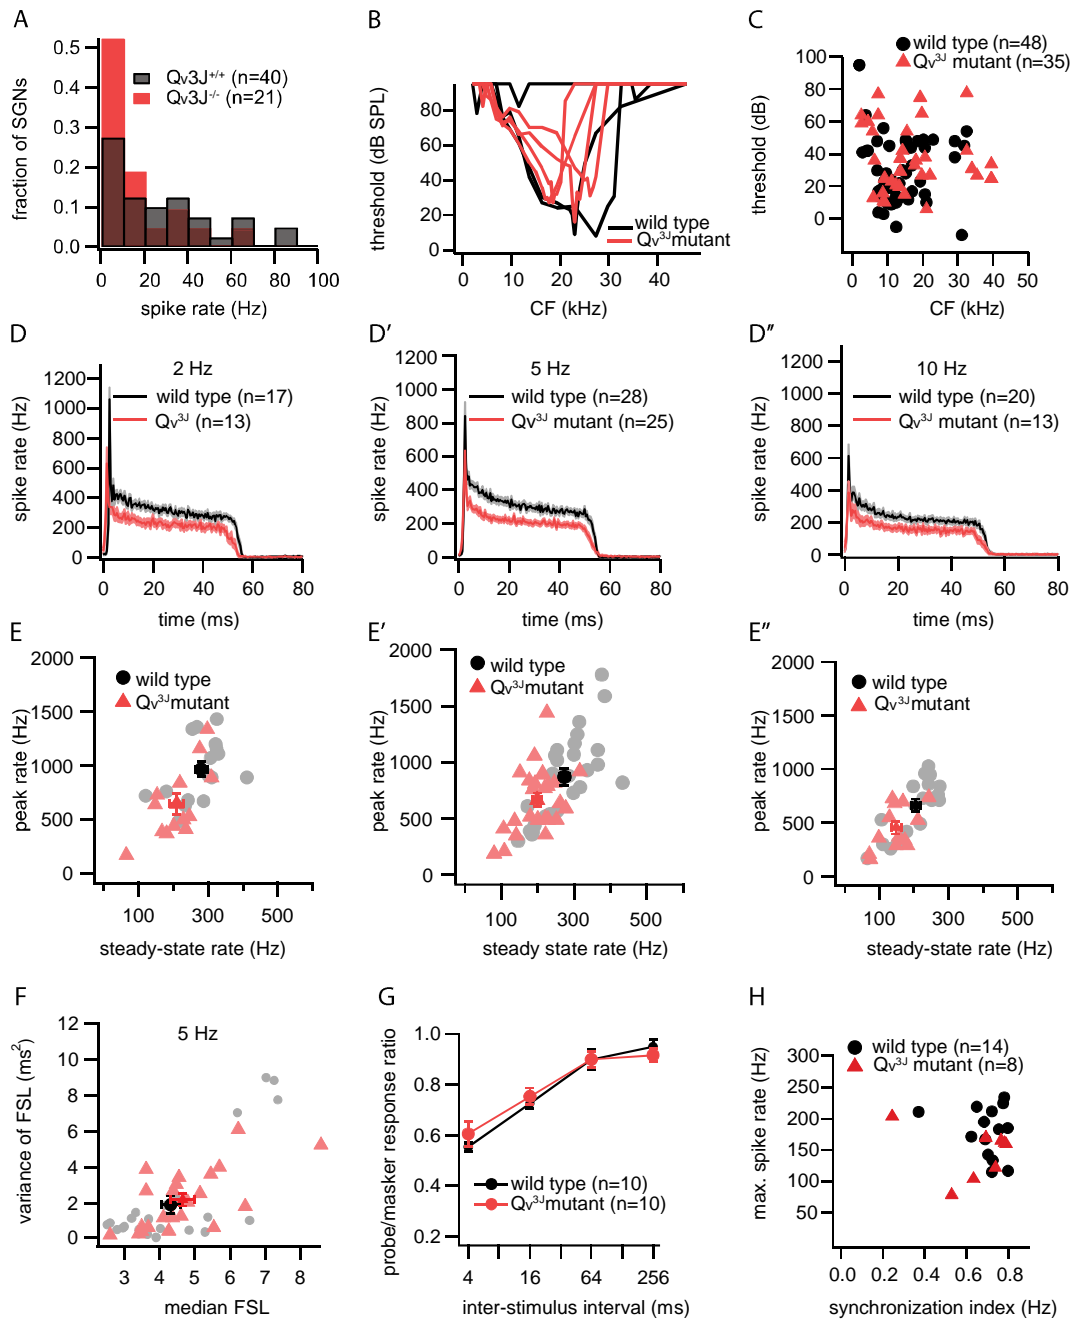 A
fraction of SGNs
0.5
0.4
0.3
0.2
0.1
0.0
Qv3J+/+ (n=40)
Qv3J-/- (n=21)
0 20 40 60 80 100
spike rate (Hz)
B
threshold (dB SPL)
80
60
40
20
0
wild type
Qv3J mutant
0 10 20 30 40
CF (kHz)
C
wild type (n=48)
Qv3J mutant (n=35)
threshold (dB)
100
80
60
40
20
0
0 10 20 30 40 50
CF (kHz)
D
2 Hz
spike rate (Hz)
1200
1000
800
600
400
200
0
wild type (n=17)
Qv3J (n=13)
0 20 40 60 80
time (ms)
D′
5 Hz
spike rate (Hz)
1200
1000
800
600
400
200
0
wild type (n=28)
Qv3J mutant (n=25)
0 20 40 60 80
time (ms)
D″
10 Hz
spike rate (Hz)
1200
1000
800
600
400
200
0
wild type (n=20)
Qv3J mutant (n=13)
0 20 40 60 80
time (ms)
E
peak rate (Hz)
2000
1500
1000
500
0
wild type
Qv3J mutant
100 300 500
steady-state rate (Hz)
E′
peak rate (Hz)
2000
1500
1000
500
0
wild type
Qv3J mutant
100 300 500
steady state rate (Hz)
E″
peak rate (Hz)
2000
1500
1000
500
0
wild type
Qv3J mutant
100 300 500
steady-state rate (Hz)
F
5 Hz
variance of FSL (ms2)
12
10
8
6
4
2
0
3 4 5 6 7 8
median FSL
G
probe/masker response ratio
1.0
0.8
0.6
0.4
0.2
wild type (n=10)
Qv3J mutant (n=10)
4 16 64 256
inter-stimulus interval (ms)
H
wild type (n=14)
Qv3J mutant (n=8)
max. spike rate (Hz)
300
250
200
150
100
50
0.0 0.2 0.4 0.6 0.8
synchronization index (Hz)